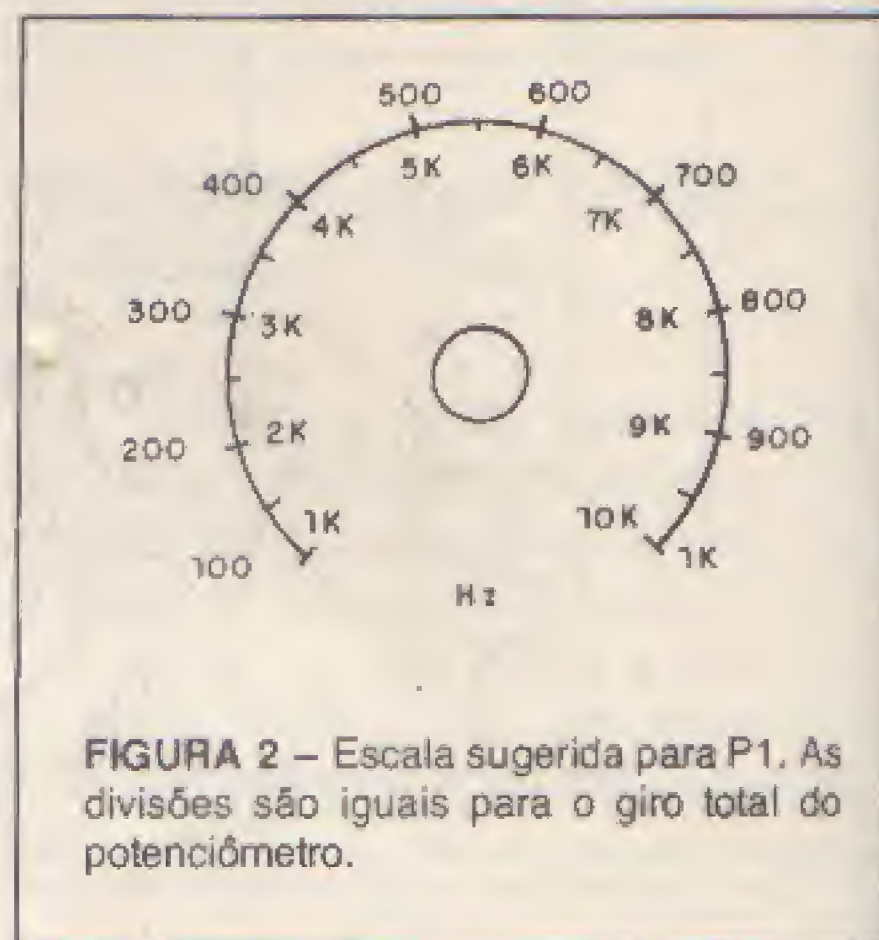 500 600
5K 6K
400 700
4K 7K
300 3K 8K 800
200 2K 9K 900
1K 10K
100 1K
Hz
FIGURA 2 – Escala sugerida para P1. As
divisões são iguais para o giro total do
potenciômetro.